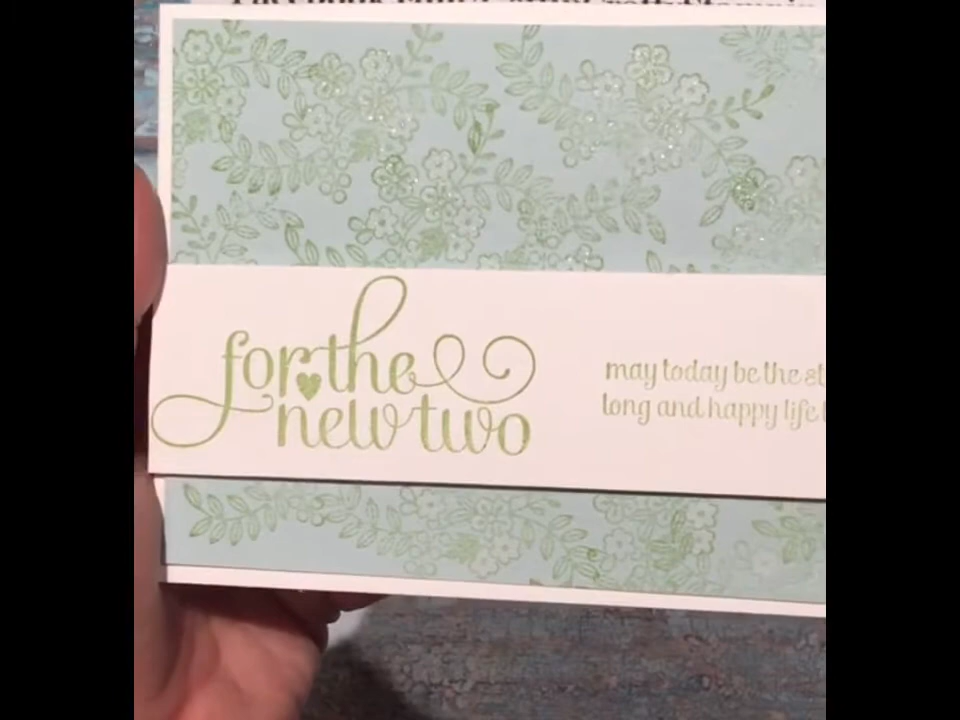 for the
new two
may today be the
long and happy life